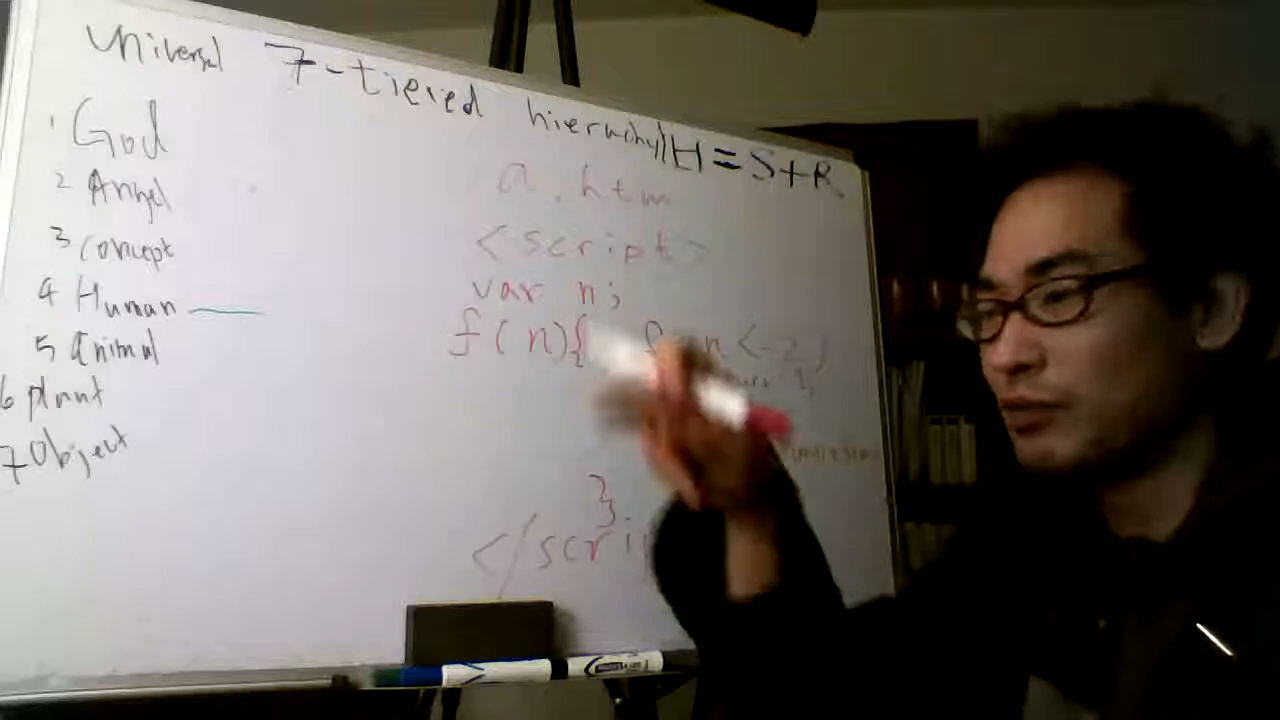 Universal 7-tiered hierarchy H = S+R
1 God
2 Angel
3 Concept
4 Human
5 Animal
6 plant
7 Object
a.htm
<script>
var n;
f(n){ f n<-2)
1;
}
</scri